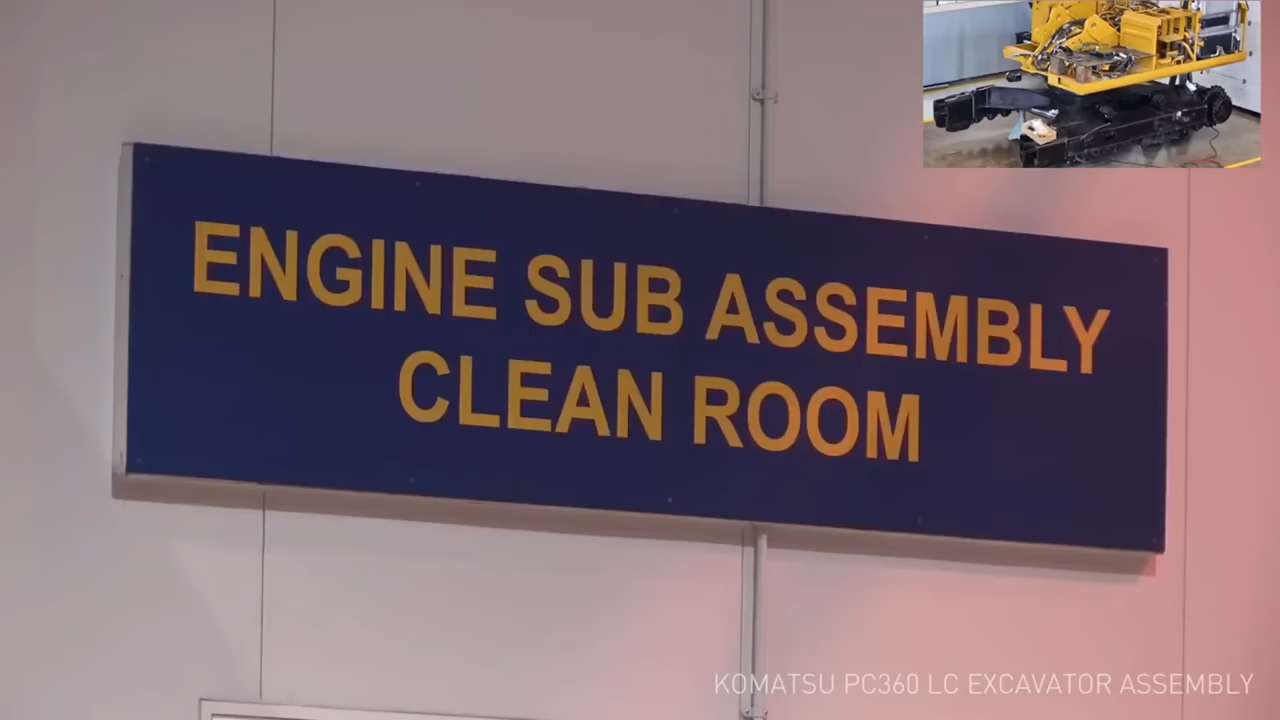 ENGINE SUB ASSEMBLY
CLEAN ROOM
KOMATSU PC360 LC EXCAVATOR ASSEMBLY